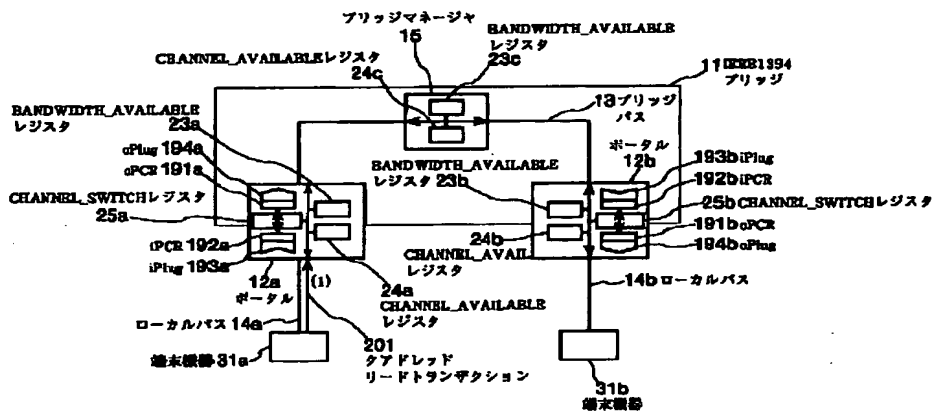 ブリッジマネージャ
15
BANDWIDTH_AVAILABLE
レジスタ
23c
CHANNEL_AVAILABLEレジスタ
24c
11 IEEE1394
ブリッジ
13ブリッジ
バス
BANDWIDTH_AVAILABLE
レジスタ
23a
oPlug 194a
oPCR 191a
CHANNEL_SWITCHレジスタ
25a
iPCR 192a
iPlug 193a
12a
ポータル
BANDWIDTH_AVAILABLE
レジスタ 23b
ポータル
12b
193b iPlug
192b iPCR
25b CHANNEL_SWITCHレジスタ
191b oPCR
194b oPlug
24b
CHANNEL_AVAIL
レジスタ
(1)
24a
CHANNEL_AVAILABLE
レジスタ
14bローカルバス
ローカルバス 14a
201
クアドレッド
リードトランザクション
端末機器 31a
31b
端末機器